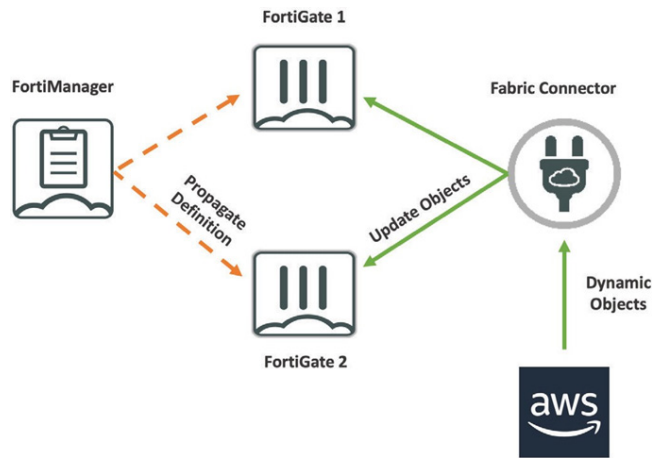 FortiGate 1
FortiManager
Fabric Connector
Propagate
Definition
Update Objects
Dynamic
Objects
FortiGate 2
aws